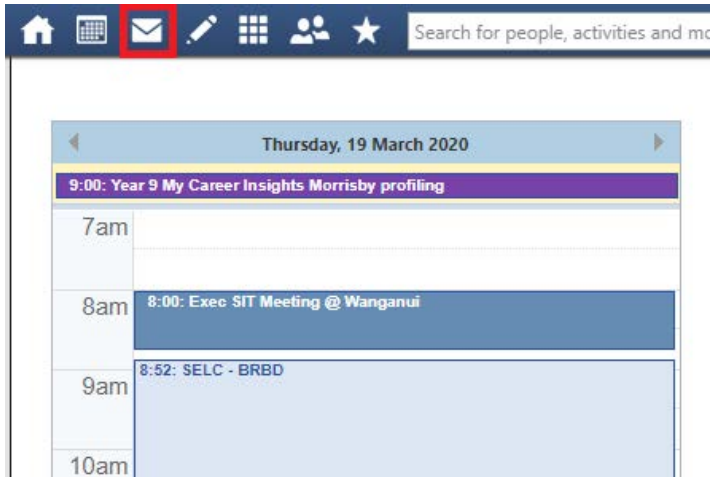 Search for people, activities and mo
Thursday, 19 March 2020
9:00: Year 9 My Career Insights Morrisby profiling
7am
8am
8:00: Exec SIT Meeting @ Wanganui
8:52: SELC - BRBD
9am
10am